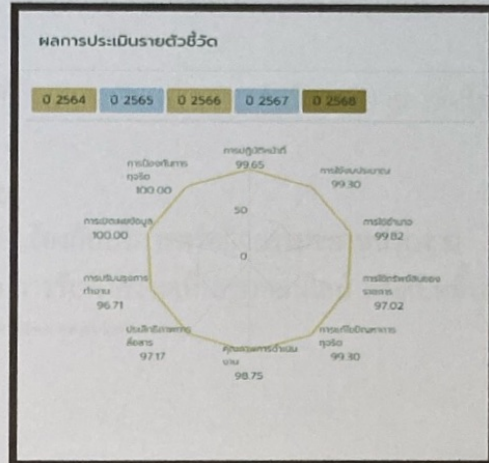 ผลการประเมินรายตัวชี้วัด
ปี 2564 ปี 2565 ปี 2566 ปี 2567 ปี 2568
การปฏิบัติหน้าที่
99.65
การใช้งบประมาณ
99.30
การใช้อำนาจ
99.82
การใช้ทรัพย์สินของ
ราชการ
97.02
การแก้ไขปัญหาการ
ทุจริต
99.30
คุณภาพการดำเนิน
งาน
98.75
ประสิทธิภาพการ
สื่อสาร
97.17
การปรับปรุงการ
ทำงาน
96.71
การเปิดเผยข้อมูล
100.00
การป้องกันการ
ทุจริต
100.00
50
0